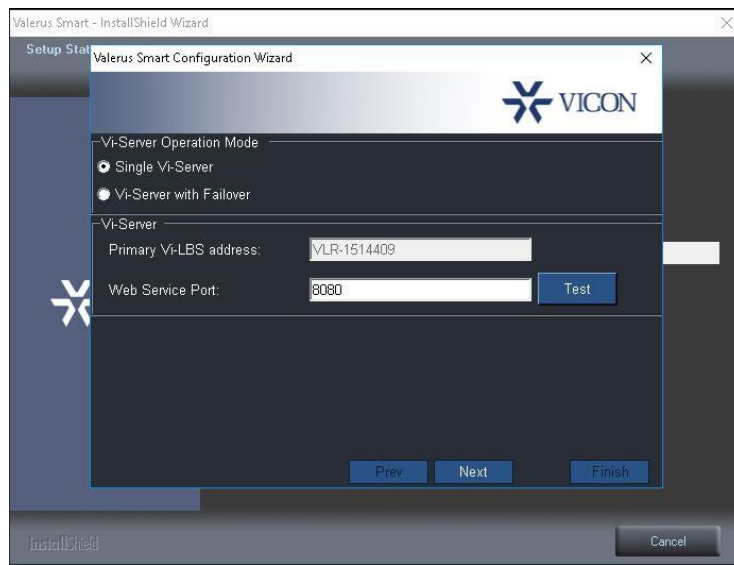 Valerus Smart - InstallShield Wizard
Setup Stat
Valerus Smart Configuration Wizard
VICON
Vi-Server Operation Mode
Single Vi-Server
Vi-Server with Failover
Vi-Server
Primary Vi-LBS address: VLR-1514409
Web Service Port: 8080 Test
Prev Next Finish
InstallShield Cancel